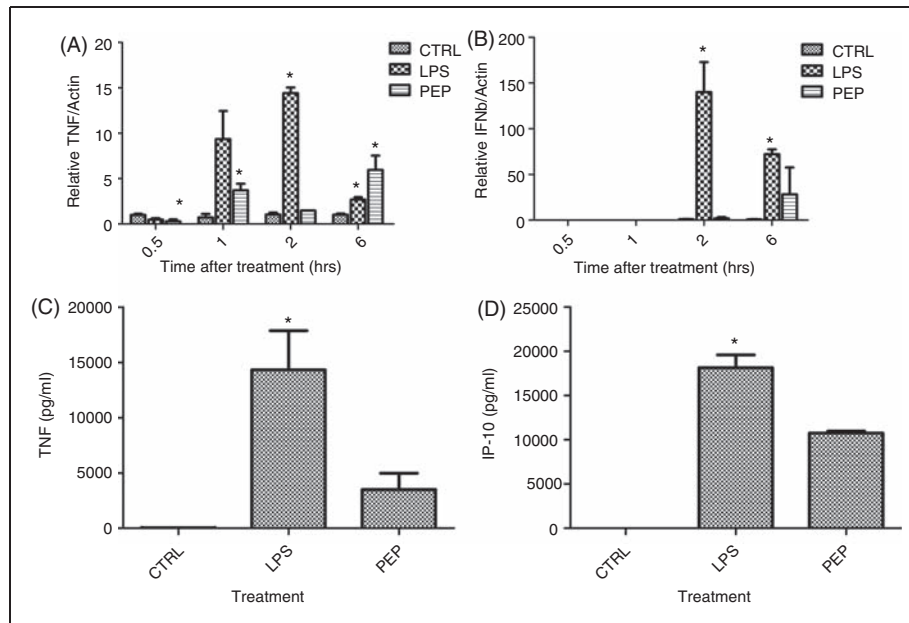 (A)
Relative TNF/Actin
20
15
10
5
0
*
*
*
*
*
CTRL
LPS
PEP
0.5
1
2
6
Time after treatment (hrs)
(B)
Relative IFNb/Actin
200
150
100
50
0
*
*
CTRL
LPS
PEP
0.5
1
2
6
Time after treatment (hrs)
(C)
TNF (pg/ml)
20000
15000
10000
5000
0
*
CTRL
LPS
PEP
Treatment
(D)
IP-10 (pg/ml)
25000
20000
15000
10000
5000
0
*
CTRL
LPS
PEP
Treatment